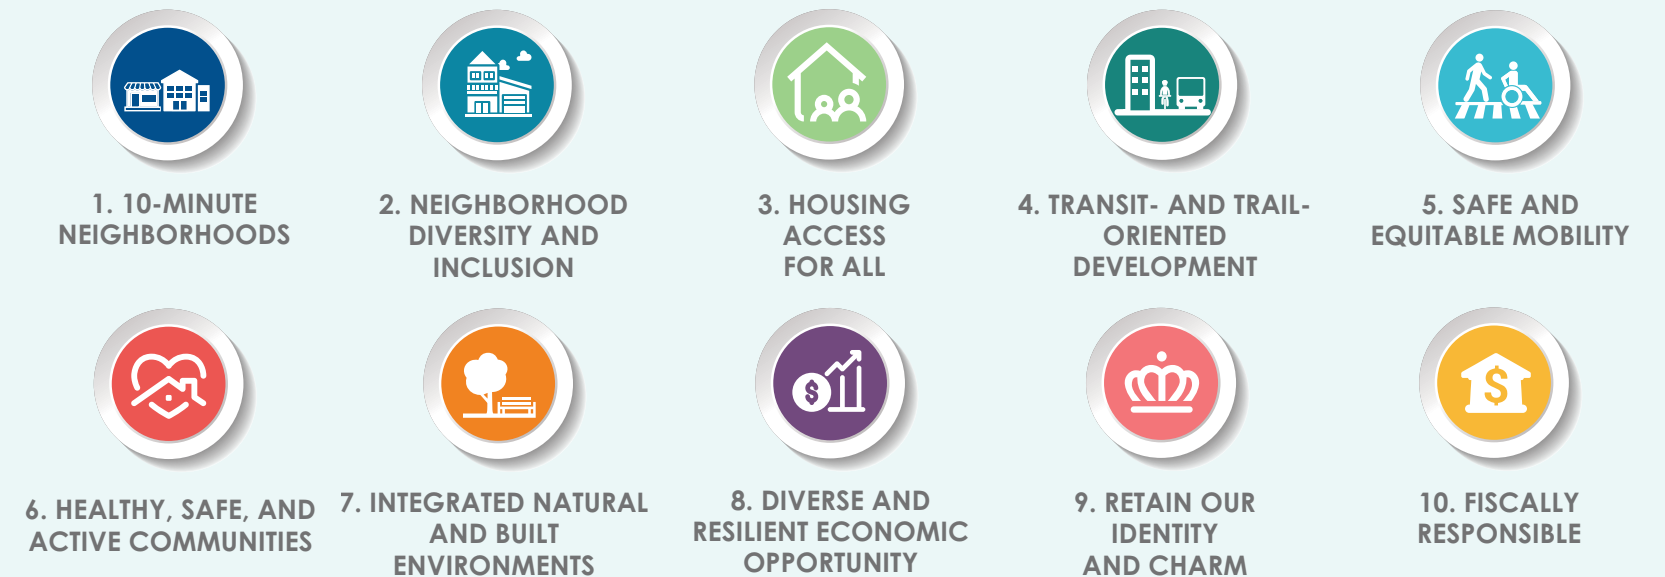 1. 10-MINUTE
NEIGHBORHOODS
2. NEIGHBORHOOD
DIVERSITY AND
INCLUSION
3. HOUSING
ACCESS
FOR ALL
4. TRANSIT- AND TRAIL-
ORIENTED
DEVELOPMENT
5. SAFE AND
EQUITABLE MOBILITY
6. HEALTHY, SAFE, AND
ACTIVE COMMUNITIES
7. INTEGRATED NATURAL
AND BUILT
ENVIRONMENTS
8. DIVERSE AND
RESILIENT ECONOMIC
OPPORTUNITY
9. RETAIN OUR
IDENTITY
AND CHARM
10. FISCALLY
RESPONSIBLE